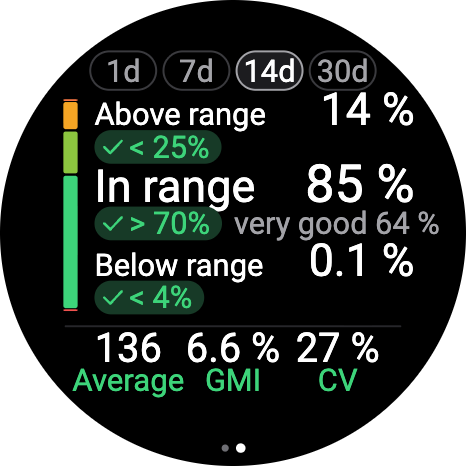 1d 7d 14d 30d
Above range 14 %
✓ < 25%
In range 85 %
✓ > 70% very good 64 %
Below range 0.1 %
✓ < 4%
136 6.6 % 27 %
Average GMI CV